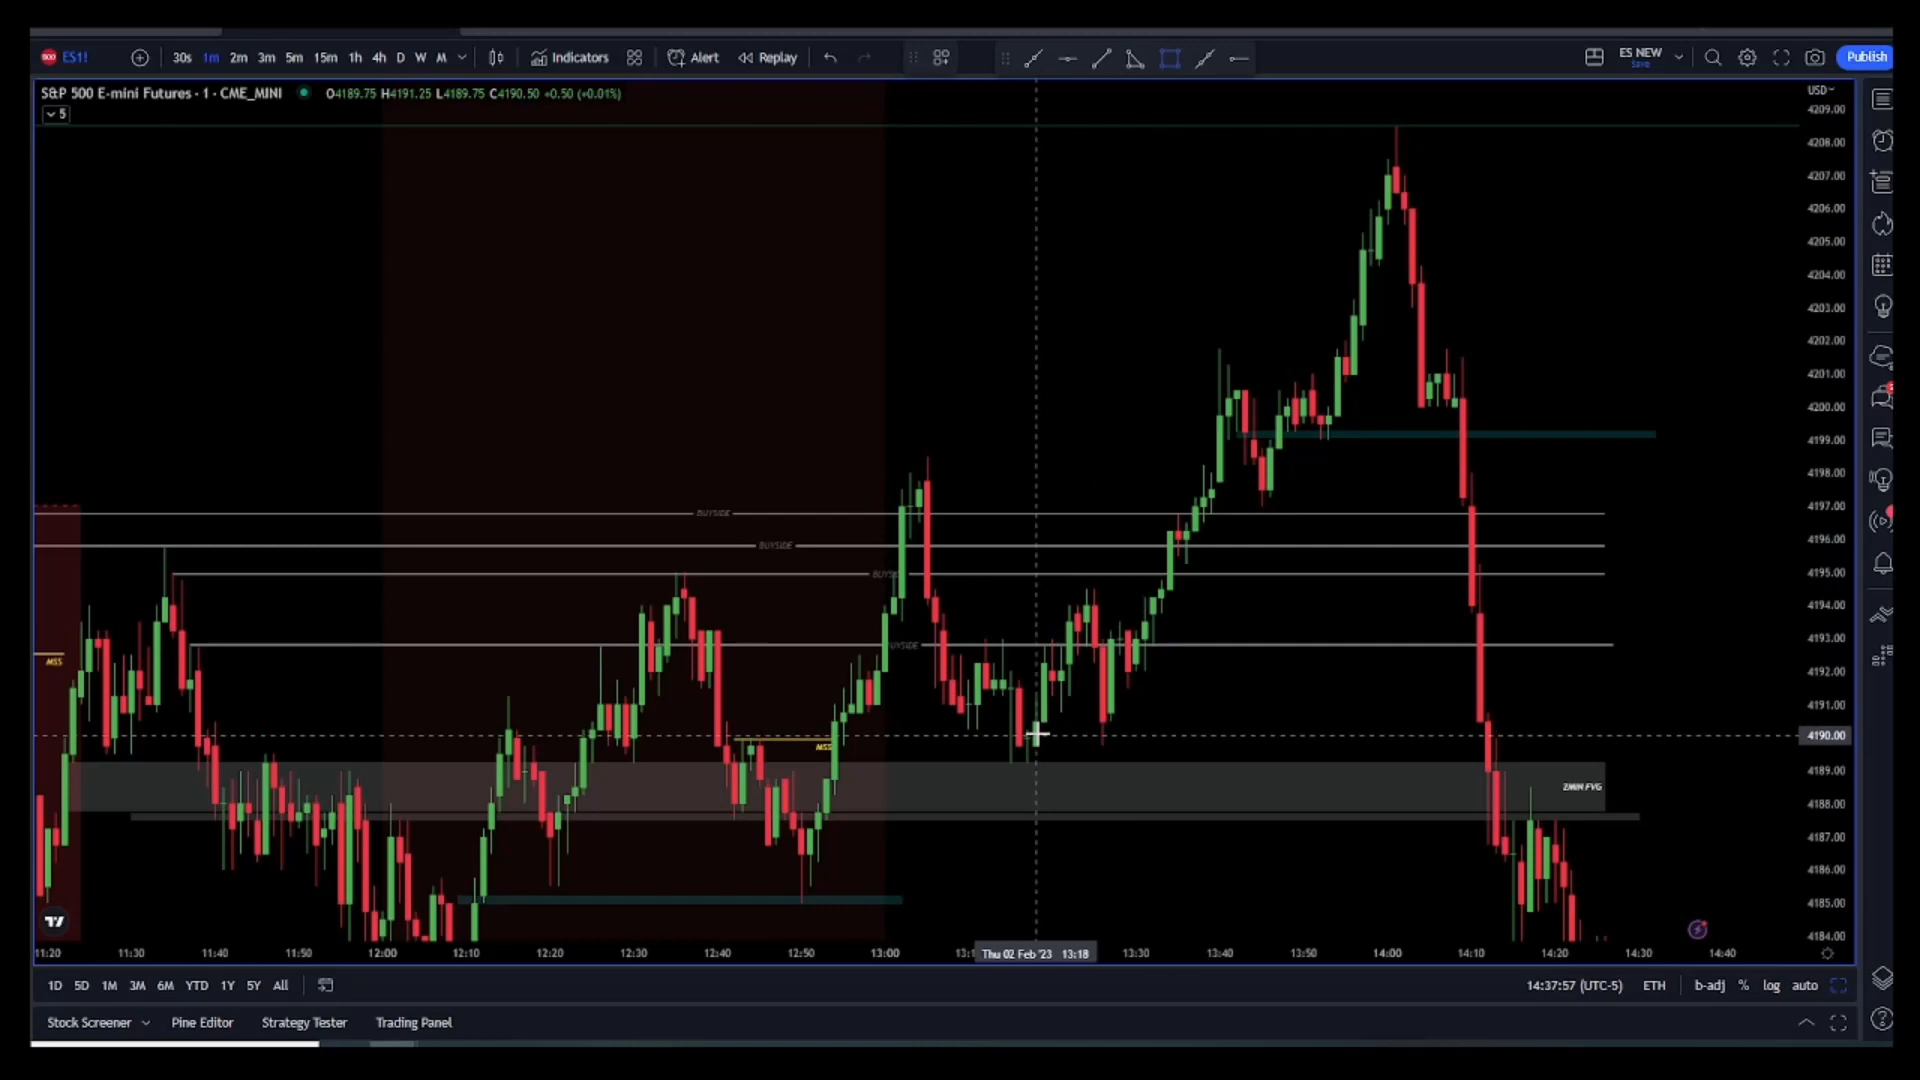 500 ES1! 30s 1m 2m 3m 5m 15m 1h 4h D W M Indicators Alert Replay ES NEW Save Publish
S&P 500 E-mini Futures · 1 · CME_MINI O4189.75 H4191.25 L4189.75 C4190.50 +0.50 (+0.01%) USD
5
4209.00
4208.00
4207.00
4206.00
4205.00
4204.00
4203.00
4202.00
4201.00
4200.00
4199.00
4198.00
4197.00
BUYSIDE
4196.00
BUYSIDE
4195.00
4194.00
4193.00
MSS
4192.00
4191.00
4190.00
MSS
4189.00
2MIN FVG
4188.00
4187.00
4186.00
4185.00
4184.00
11:20 11:30 11:40 11:50 12:00 12:10 12:20 12:30 12:40 12:50 13:00 Thu 02 Feb '23 13:18 13:30 13:40 13:50 14:00 14:10 14:20 14:30 14:40
1D 5D 1M 3M 6M YTD 1Y 5Y All 14:37:57 (UTC-5) ETH b-adj % log auto
Stock Screener Pine Editor Strategy Tester Trading Panel